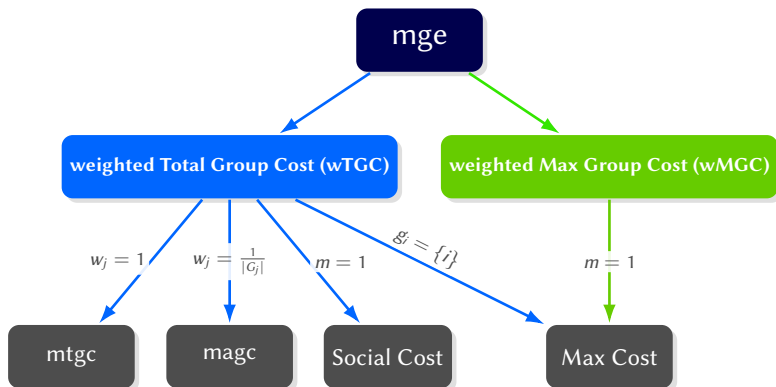 mge
weighted Total Group Cost (wTGC)
weighted Max Group Cost (wMGC)
w_j = 1
w_j = 1/|G_j|
m = 1
g_i = {i}
m = 1
mtgc
magc
Social Cost
Max Cost